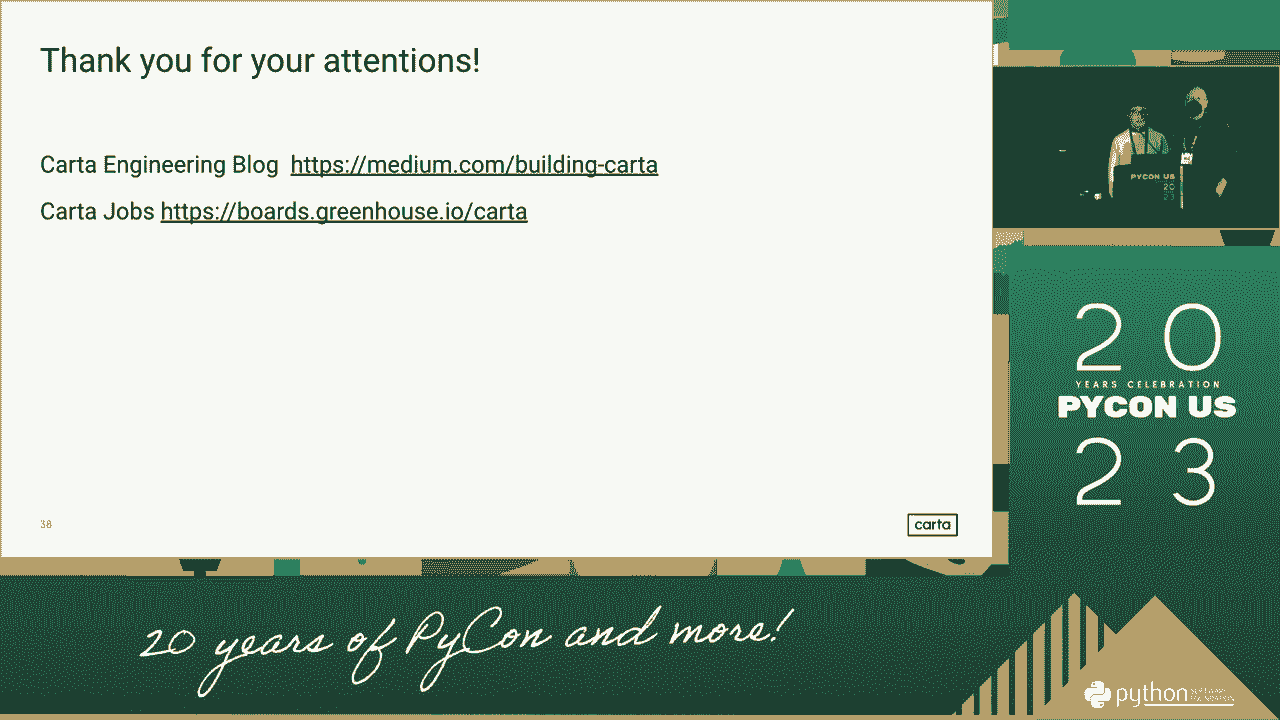 Thank you for your attentions!
Carta Engineering Blog https://medium.com/building-carta
Carta Jobs https://boards.greenhouse.io/carta
38
carta
PYCON US
20
23
20
YEARS CELEBRATION
PYCON US
23
20 years of PyCon and more!
python SOFTWARE FOUNDATION